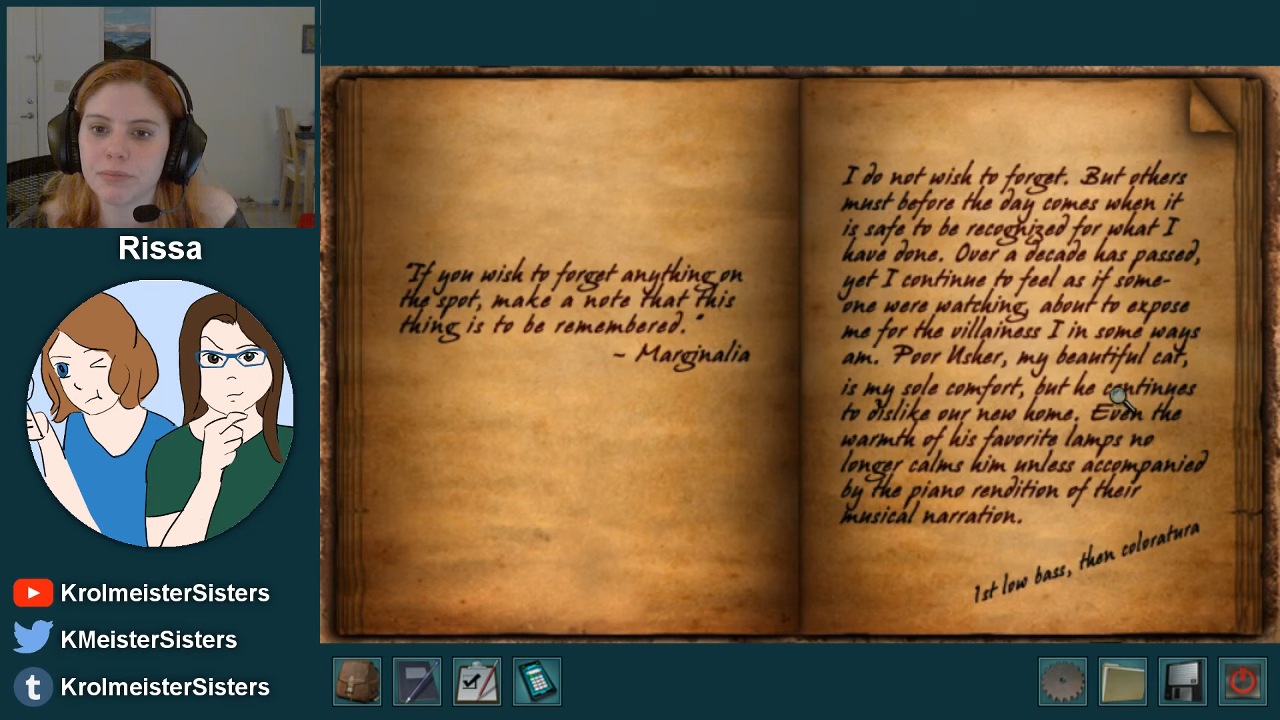 Rissa
KrolmeisterSisters
KMeisterSisters
KrolmeisterSisters
"If you wish to forget anything on
the spot, make a note that this
thing is to be remembered."
~ Marginalia
I do not wish to forget. But others
must before the day comes when it
is safe to be recognized for what I
have done. Over a decade has passed,
yet I continue to feel as if some-
one were watching, about to expose
me for the villainess I in some ways
am. Poor Usher, my beautiful cat,
is my sole comfort, but he continues
to dislike our new home. Even the
warmth of his favorite lamps no
longer calms him unless accompanied
by the piano rendition of their
musical narration.
1st low bass, then coloratura